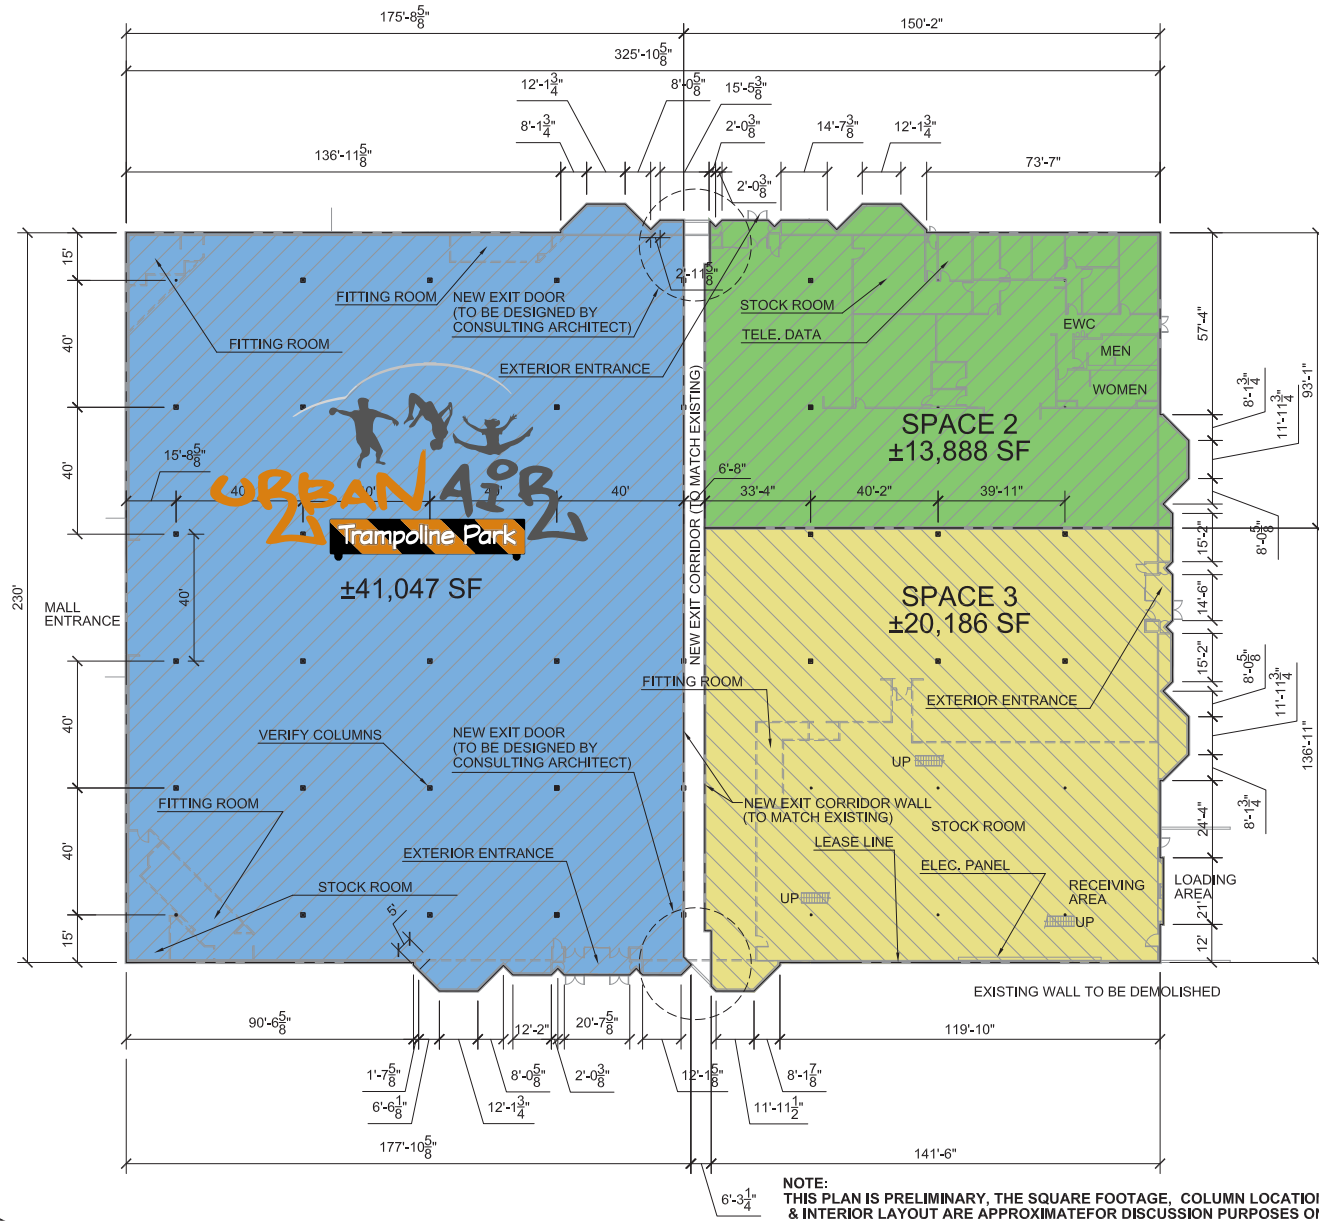 175'-8 5/8"
150'-2"
325'-10 5/8"
12'-1 3/4"
8'-0 5/8"
15'-5 3/8"
8'-1 3/4"
2'-0 3/8"
14'-7 3/8"
12'-1 3/4"
136'-11 5/8"
73'-7"
2'-0 3/8"
15'
2'-11 5/8"
FITTING ROOM
NEW EXIT DOOR
(TO BE DESIGNED BY
CONSULTING ARCHITECT)
STOCK ROOM
TELE. DATA
EWC
MEN
WOMEN
57'-4"
93'-1"
40'
FITTING ROOM
EXTERIOR ENTRANCE
8'-1 3/4"
11'-11 3/4"
SPACE 2
±13,888 SF
NEW EXIT CORRIDOR (TO MATCH EXISTING)
15'-8 5/8"
40'
URBAN AIR
Trampoline Park
±41,047 SF
40'
40'
40'
6'-8"
33'-4"
40'-2"
39'-11"
8'-0 5/8"
15'-2"
230'
MALL
ENTRANCE
40'
SPACE 3
±20,186 SF
14'-6"
15'-2"
8'-0 5/8"
11'-11 3/4"
136'-11"
FITTING ROOM
EXTERIOR ENTRANCE
40'
VERIFY COLUMNS
NEW EXIT DOOR
(TO BE DESIGNED BY
CONSULTING ARCHITECT)
UP
FITTING ROOM
NEW EXIT CORRIDOR WALL
(TO MATCH EXISTING)
STOCK ROOM
24'-4"
8'-1 3/4"
40'
EXTERIOR ENTRANCE
LEASE LINE
ELEC. PANEL
STOCK ROOM
UP
RECEIVING
AREA
LOADING
AREA
21'
UP
15'
5'
12'
EXISTING WALL TO BE DEMOLISHED
90'-6 5/8"
12'-2"
20'-7 5/8"
119'-10"
1'-7 5/8"
8'-0 5/8"
2'-0 3/8"
12'-1 5/8"
8'-1 7/8"
6'-6 1/8"
12'-1 3/4"
11'-11 1/2"
177'-10 5/8"
141'-6"
6'-3 1/4"
NOTE:
THIS PLAN IS PRELIMINARY, THE SQUARE FOOTAGE, COLUMN LOCATION
& INTERIOR LAYOUT ARE APPROXIMATEFOR DISCUSSION PURPOSES ON